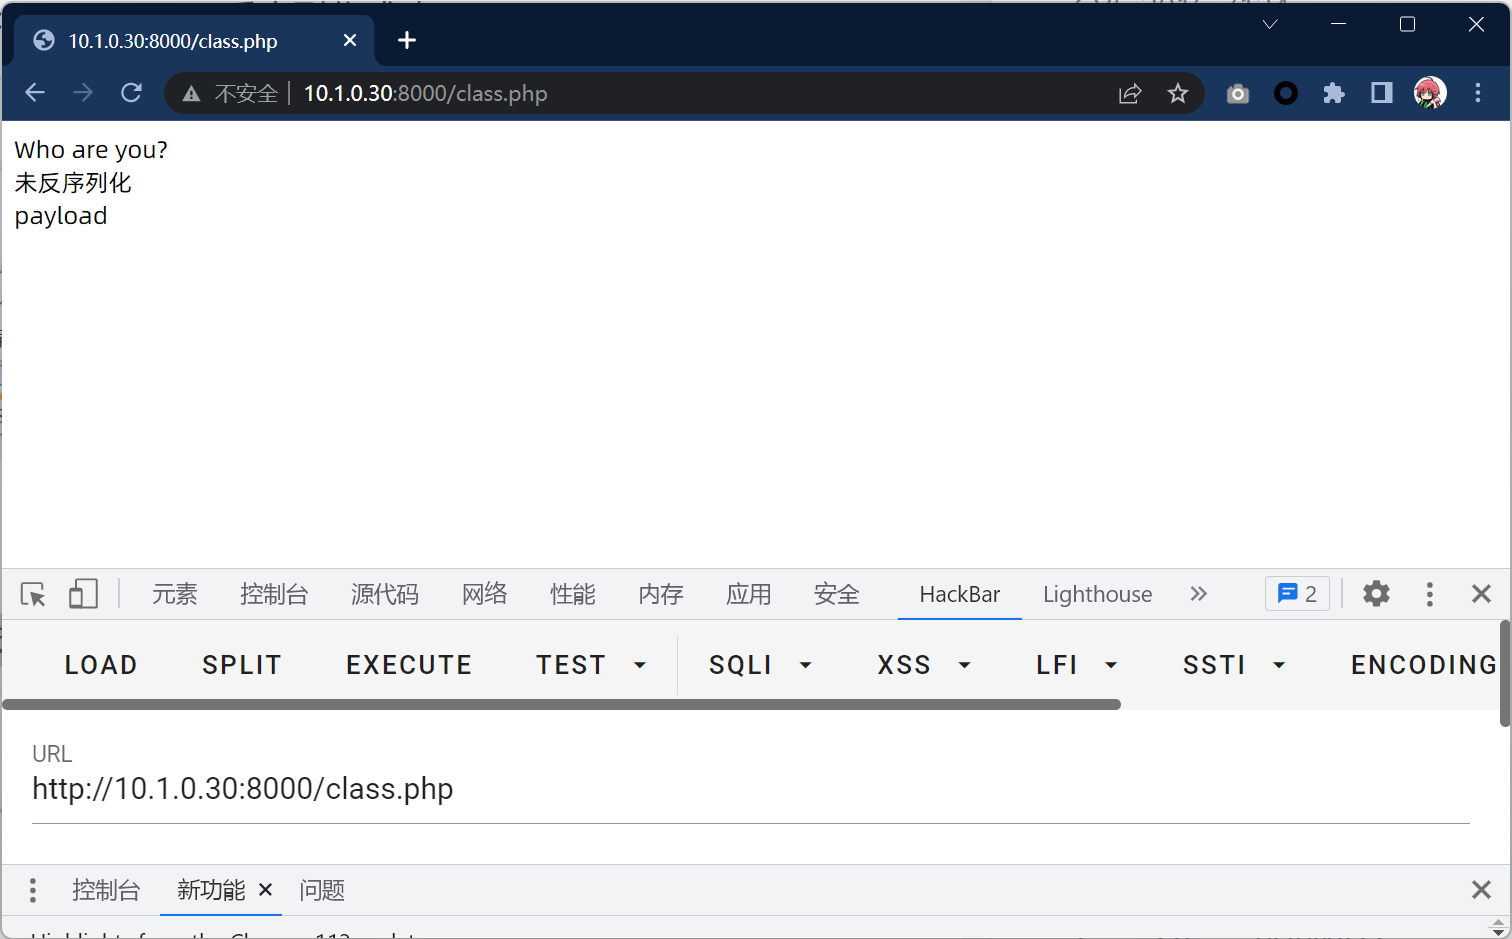 10.1.0.30:8000/class.php
不安全 10.1.0.30:8000/class.php
Who are you?
未反序列化
payload
元素 控制台 源代码 网络 性能 内存 应用 安全 HackBar Lighthouse 2
LOAD SPLIT EXECUTE TEST SQLI XSS LFI SSTI ENCODING
URL
http://10.1.0.30:8000/class.php
控制台 新功能 问题